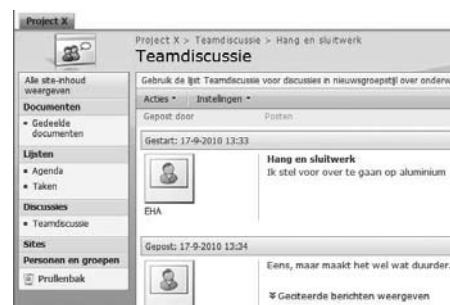 Project X
Project X > Teamdiscussie > Hang en sluitwerk
Teamdiscussie
Alle site-inhoud
weergeven
Documenten
Gedeelde
documenten
Lijsten
Agenda
Taken
Discussies
Teamdiscussie
Sites
Personen en groepen
Prullenbak
Gebruik de lijst Teamdiscussie voor discussies in nieuwsgroepstijl over onderw
Acties Instellingen
Gepost door Posten
Gestart: 17-9-2010 13:33
Hang en sluitwerk
Ik stel voor over te gaan op aluminium
EHA
Gepost: 17-9-2010 13:34
Eens, maar maakt het wel wat duurder.
Geciteerde berichten weergeven